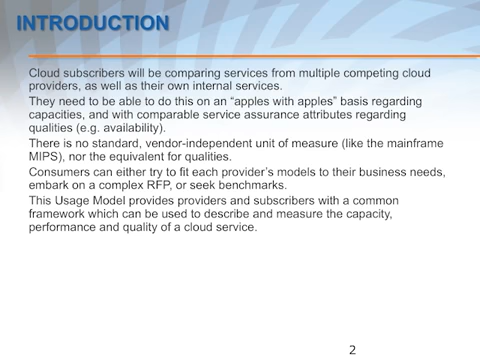 INTRODUCTION
Cloud subscribers will be comparing services from multiple competing cloud
providers, as well as their own internal services.
They need to be able to do this on an “apples with apples” basis regarding
capacities, and with comparable service assurance attributes regarding
qualities (e.g. availability).
There is no standard, vendor-independent unit of measure (like the mainframe
MIPS), nor the equivalent for qualities.
Consumers can either try to fit each provider’s models to their business needs,
embark on a complex RFP, or seek benchmarks.
This Usage Model provides providers and subscribers with a common
framework which can be used to describe and measure the capacity,
performance and quality of a cloud service.
2